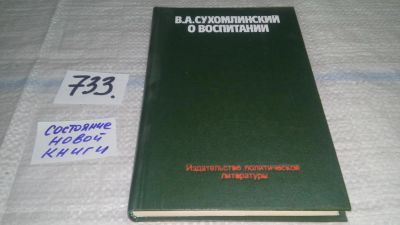 В.А.СУХОМЛИНСКИЙ
О ВОСПИТАНИИ
733.
СОСТОЯНИЕ
НОВОЙ
КНИГИ
Издательство политической
литературы